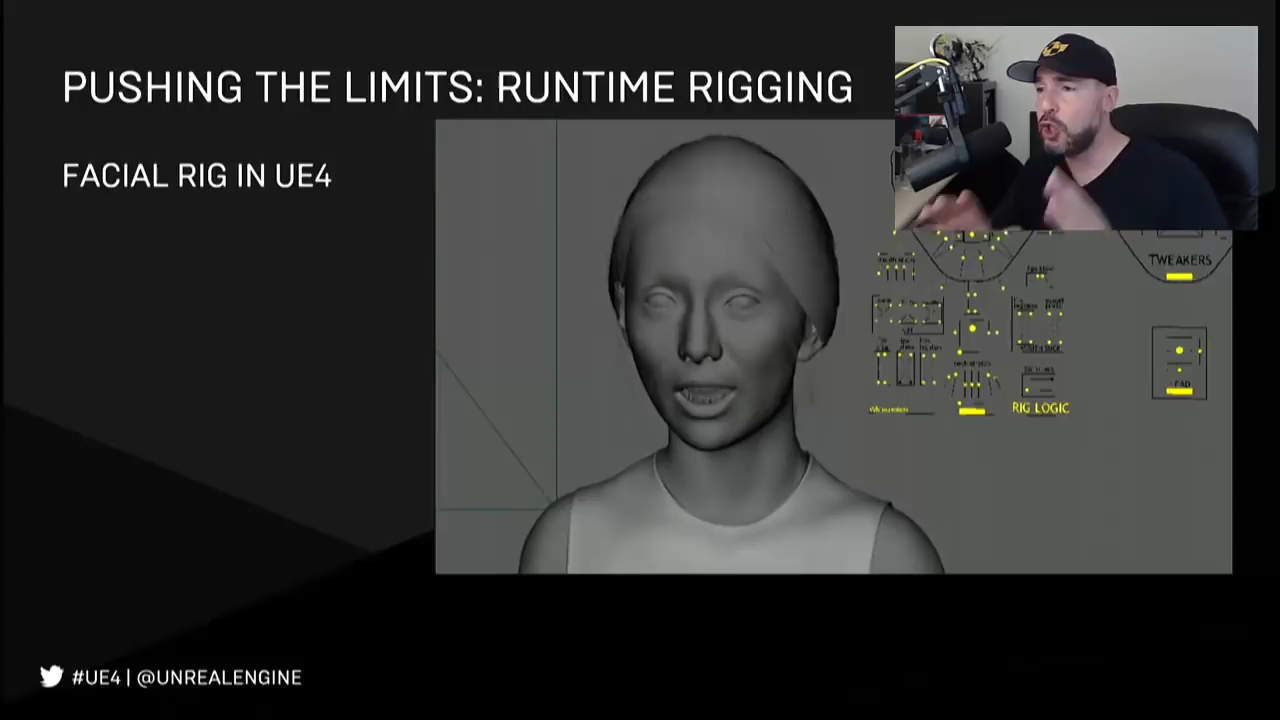 PUSHING THE LIMITS: RUNTIME RIGGING
FACIAL RIG IN UE4
TWEAKERS
RIG LOGIC
#UE4 | @UNREALENGINE